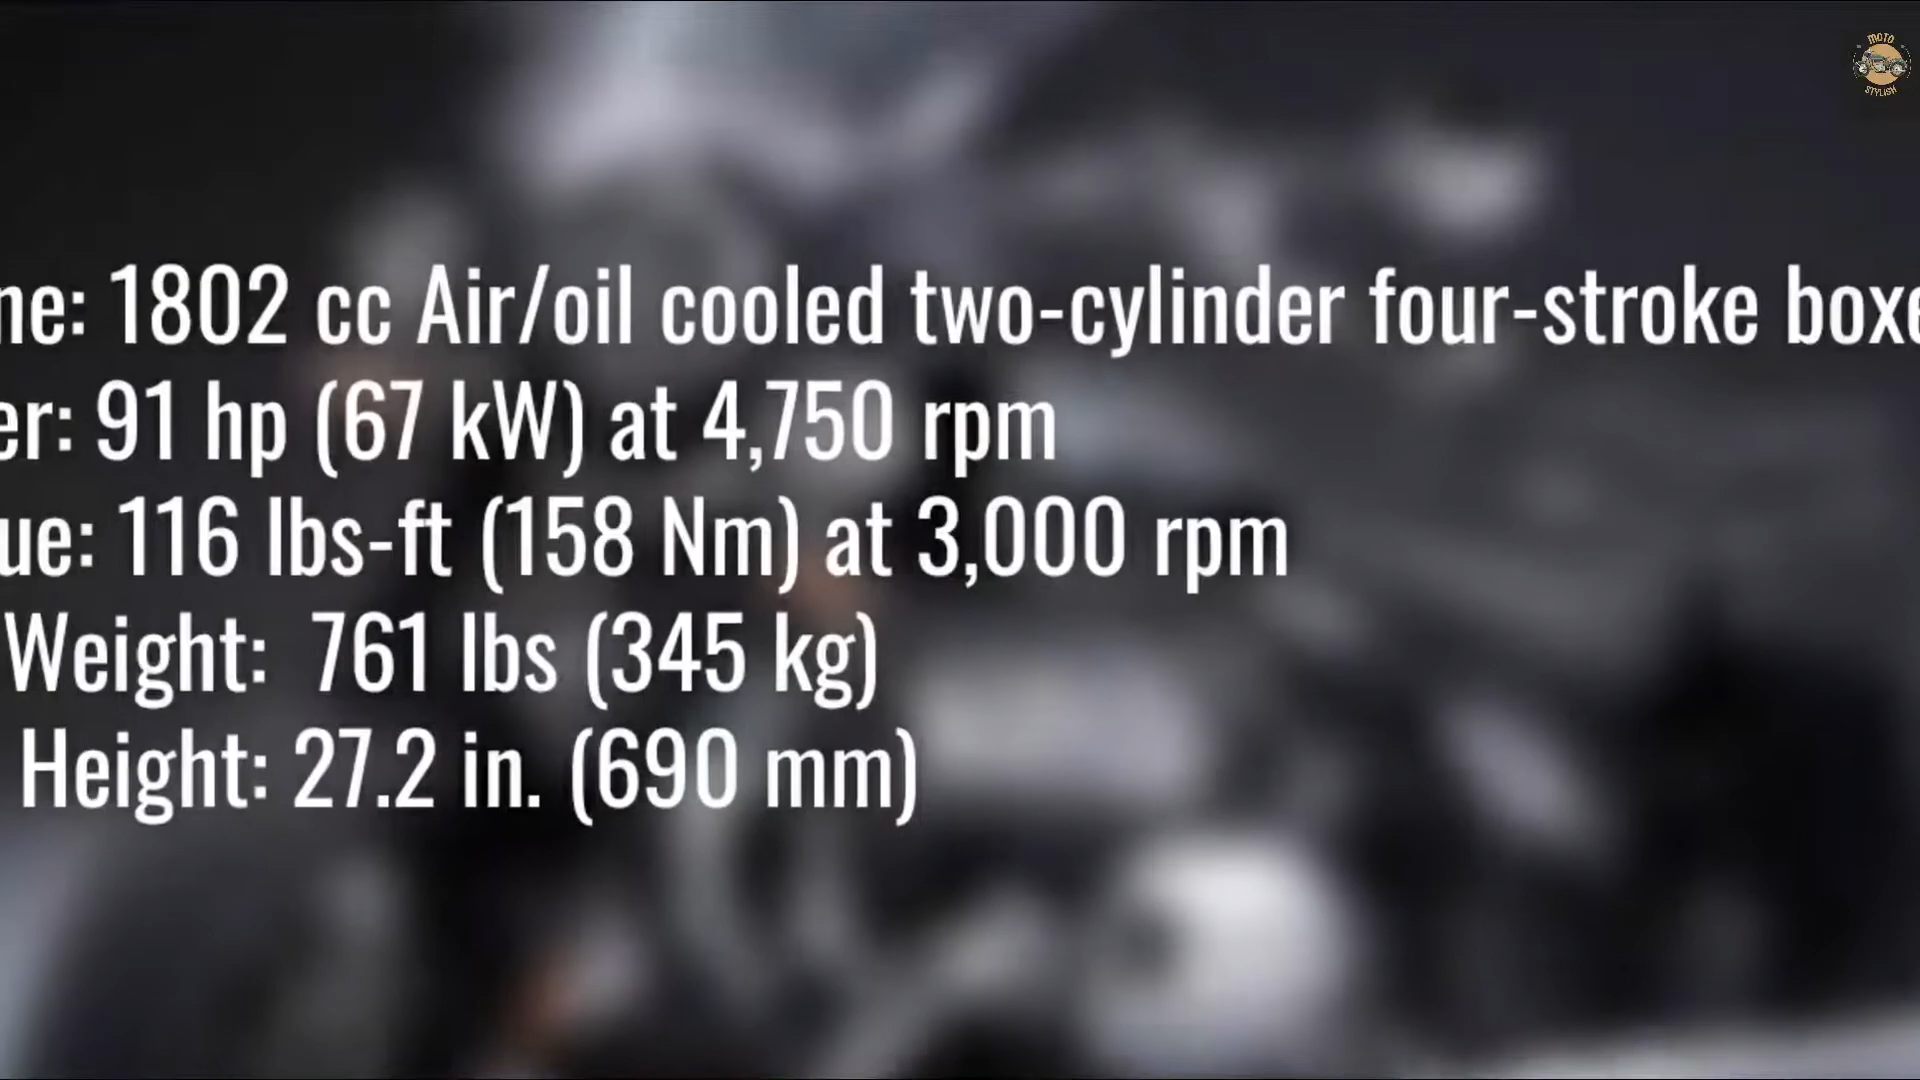 ne: 1802 cc Air/oil cooled two-cylinder four-stroke boxe
er: 91 hp (67 kW) at 4,750 rpm
ue: 116 lbs-ft (158 Nm) at 3,000 rpm
Weight: 761 lbs (345 kg)
Height: 27.2 in. (690 mm)
MOTO
STYLISH